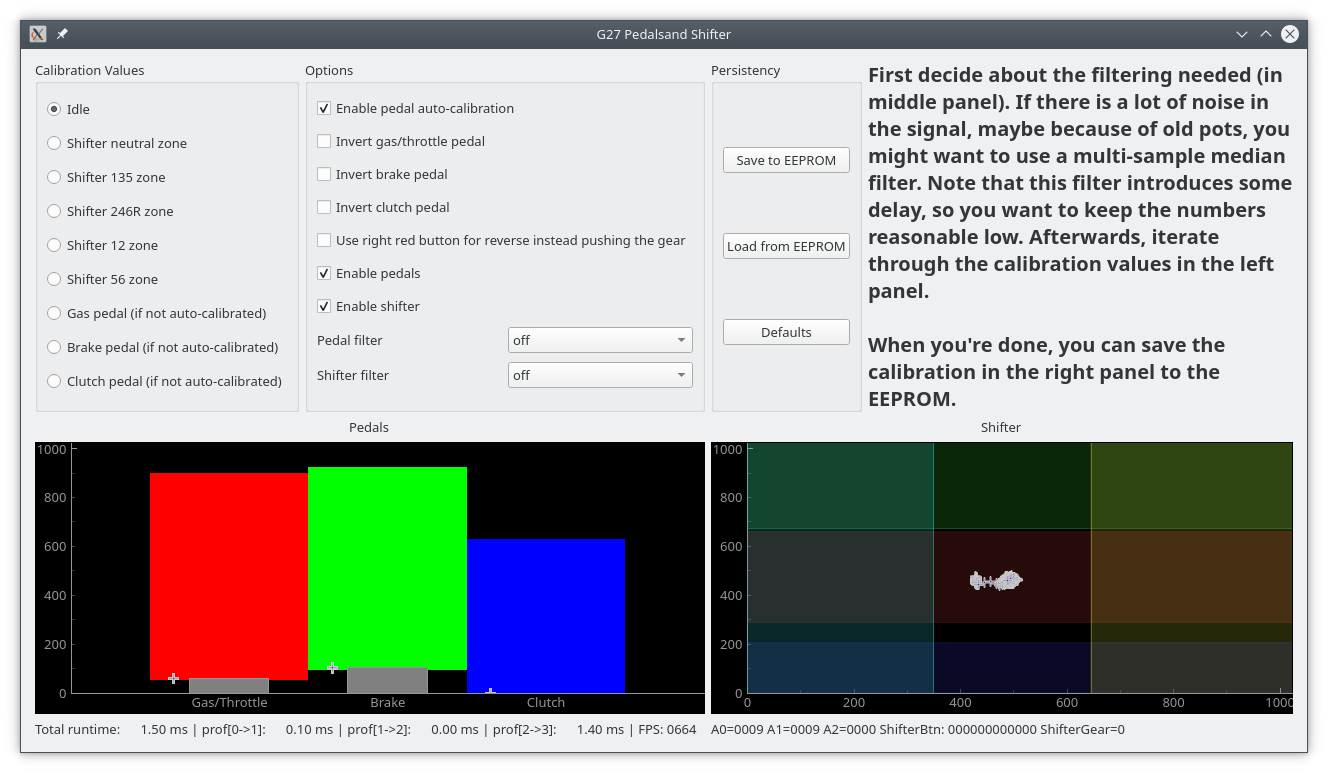 G27 Pedalsand Shifter
Calibration Values
Idle
Shifter neutral zone
Shifter 135 zone
Shifter 246R zone
Shifter 12 zone
Shifter 56 zone
Gas pedal (if not auto-calibrated)
Brake pedal (if not auto-calibrated)
Clutch pedal (if not auto-calibrated)
Options
Enable pedal auto-calibration
Invert gas/throttle pedal
Invert brake pedal
Invert clutch pedal
Use right red button for reverse instead pushing the gear
Enable pedals
Enable shifter
Pedal filter off
Shifter filter off
Persistency
Save to EEPROM
Load from EEPROM
Defaults
First decide about the filtering needed (in
middle panel). If there is a lot of noise in
the signal, maybe because of old pots, you
might want to use a multi-sample median
filter. Note that this filter introduces some
delay, so you want to keep the numbers
reasonable low. Afterwards, iterate
through the calibration values in the left
panel.
When you're done, you can save the
calibration in the right panel to the
EEPROM.
Pedals
1000
800
600
400
200
0
Gas/Throttle Brake Clutch
Shifter
1000
800
600
400
200
0
0 200 400 600 800 1000
Total runtime: 1.50 ms | prof[0->1]: 0.10 ms | prof[1->2]: 0.00 ms | prof[2->3]: 1.40 ms | FPS: 0664
A0=0009 A1=0009 A2=0000 ShifterBtn: 000000000000 ShifterGear=0